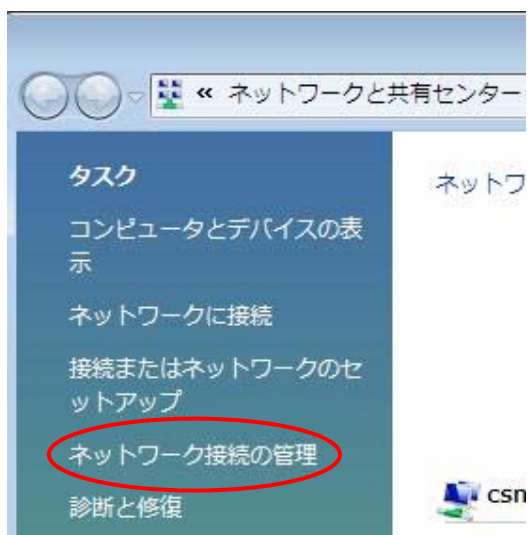 « ネットワークと共有センター
タスク
ネットワ
コンピュータとデバイスの表
示
ネットワークに接続
接続またはネットワークのセ
ットアップ
ネットワーク接続の管理
診断と修復
csn